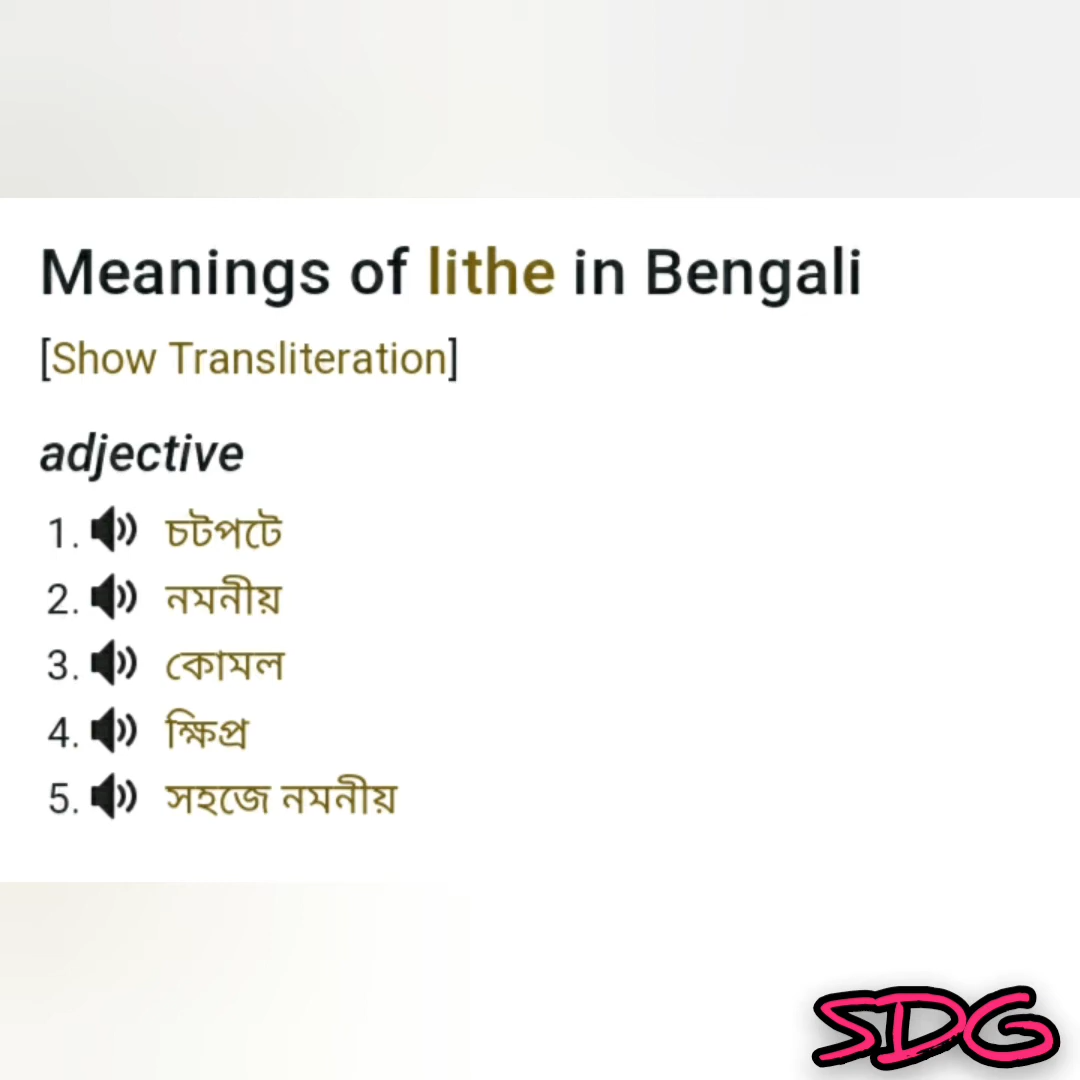 Meanings of lithe in Bengali
[Show Transliteration]
adjective
1. চটপটে
2. নমনীয়
3. কোমল
4. ক্ষিপ্র
5. সহজে নমনীয়
SDG